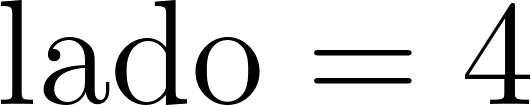 lado = 4